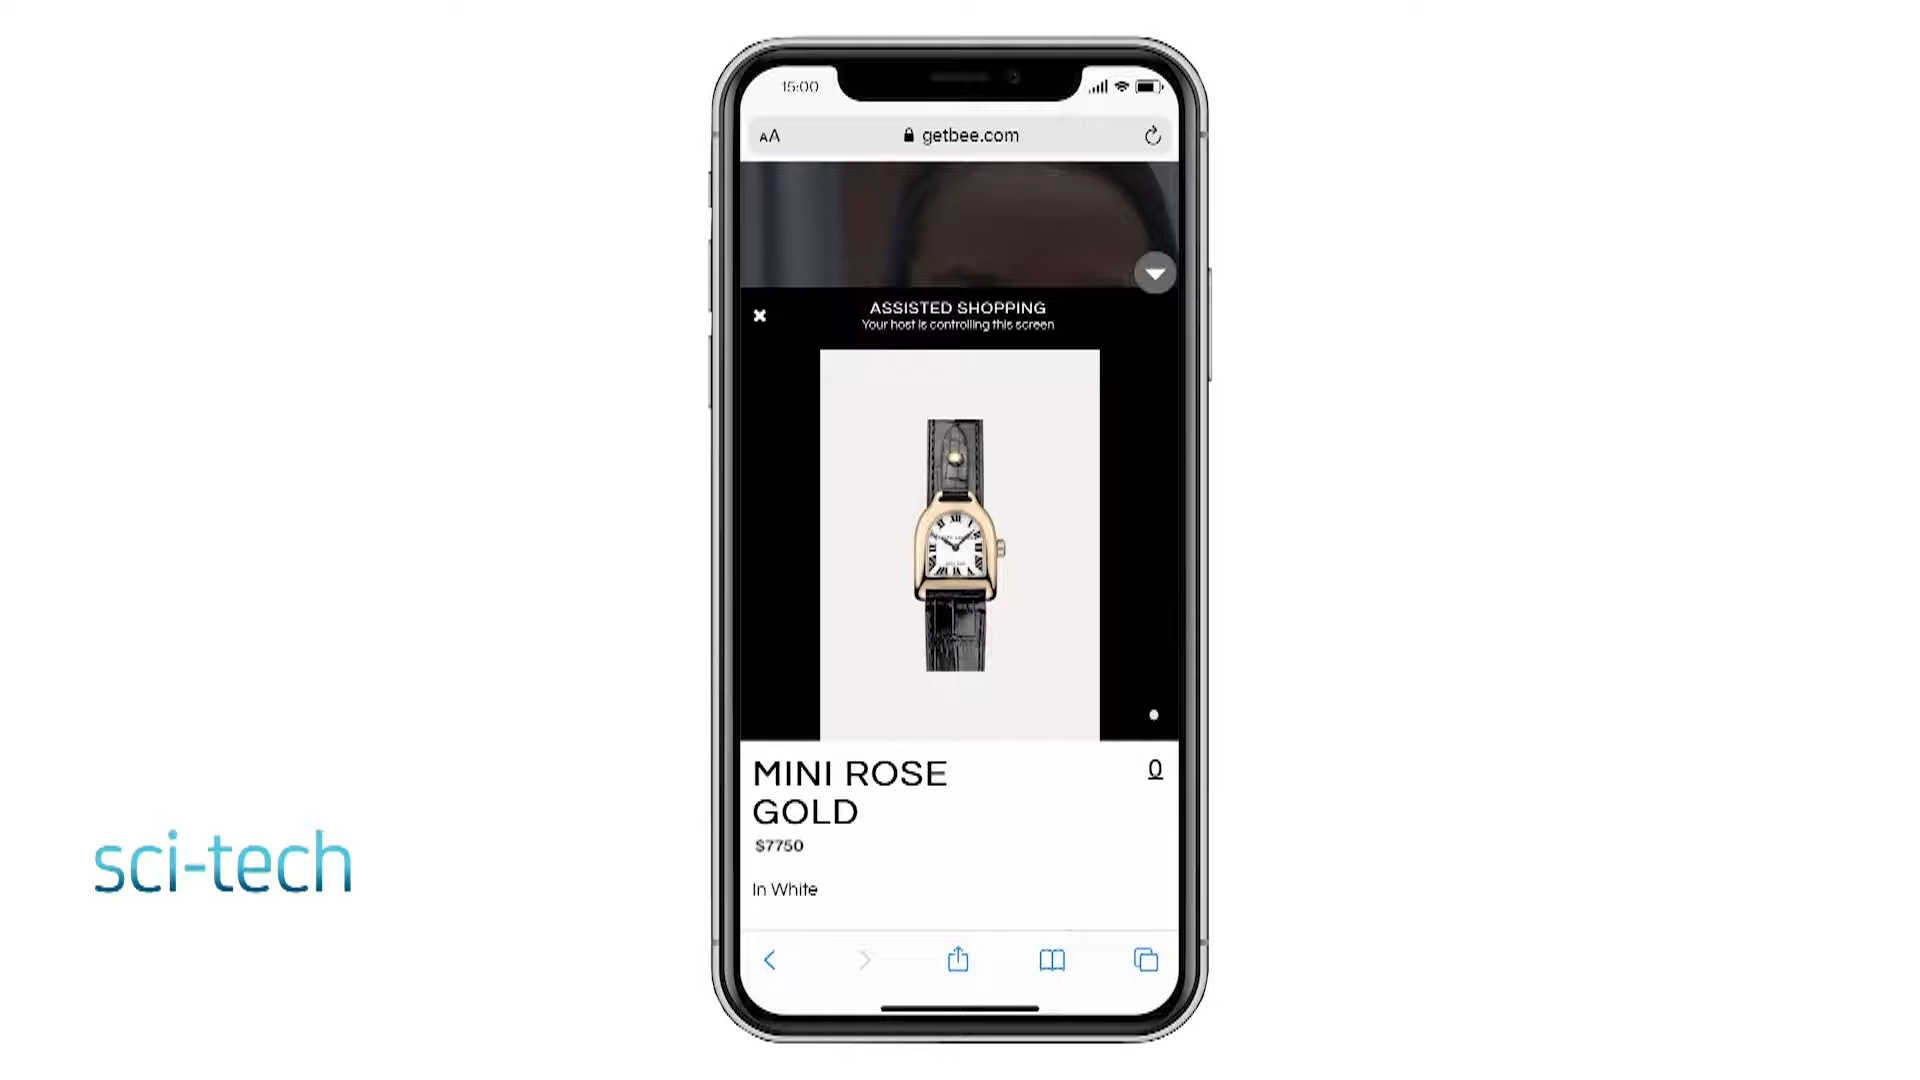 15:00
AA getbee.com
ASSISTED SHOPPING
Your host is controlling this screen
MINI ROSE
GOLD
0
$7750
In White
sci-tech